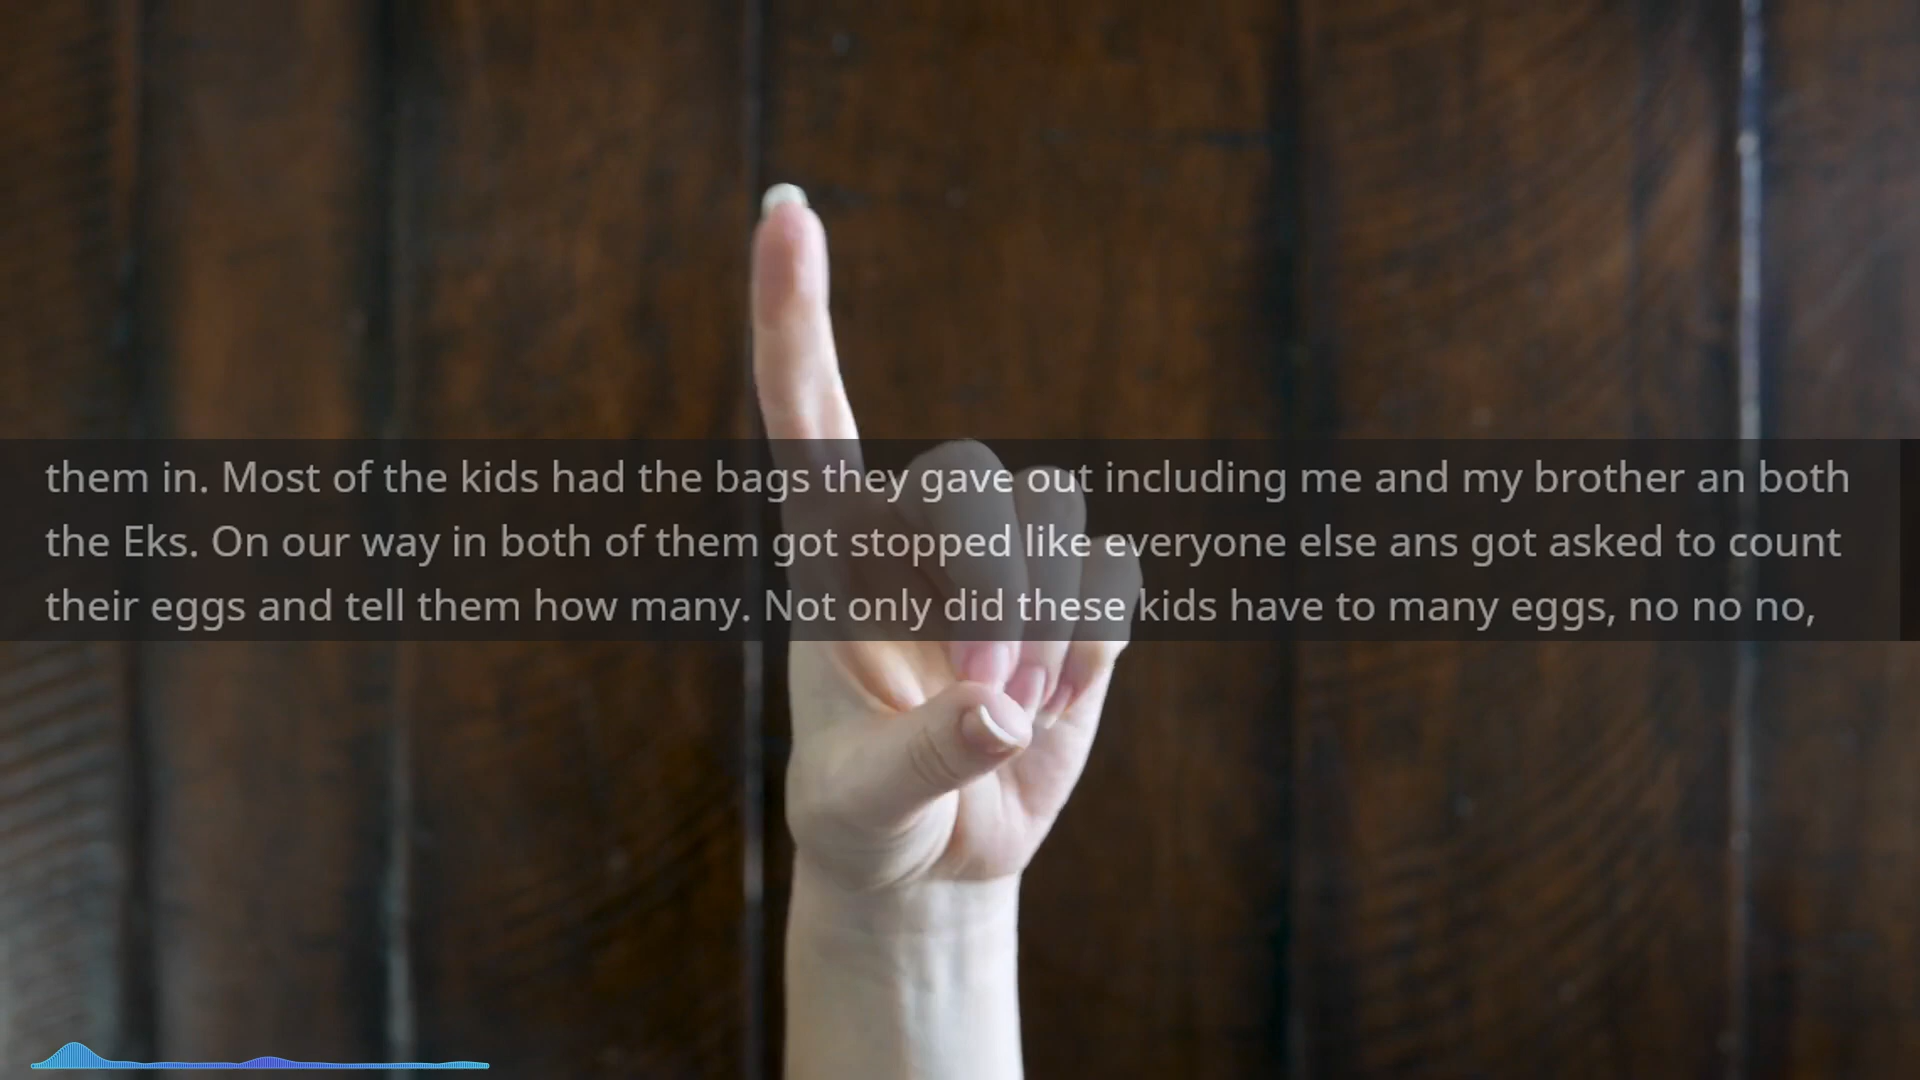 them in. Most of the kids had the bags they gave out including me and my brother an both
the Eks. On our way in both of them got stopped like everyone else ans got asked to count
their eggs and tell them how many. Not only did these kids have to many eggs, no no no,